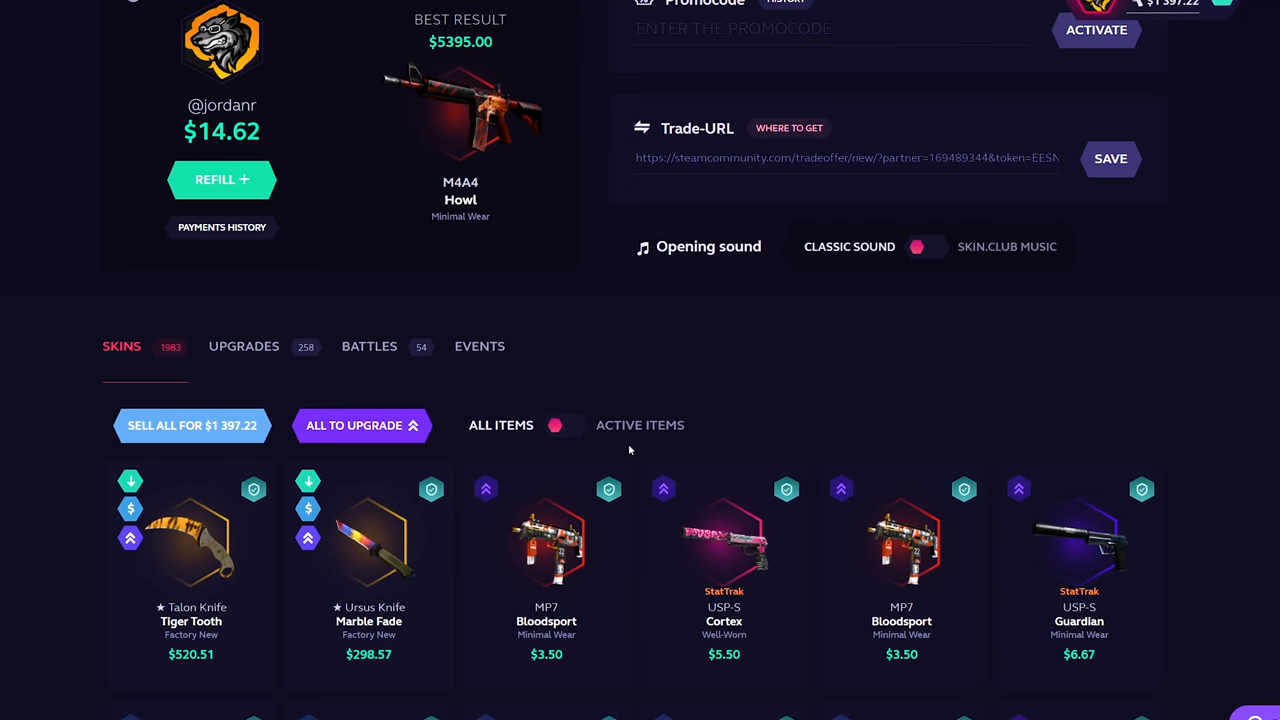 BEST RESULT
$5395.00
@jordanr
$14.62
REFILL +
PAYMENTS HISTORY
M4A4
Howl
Minimal Wear
Promocode
HISTORY
$1 397.22
ENTER THE PROMOCODE
ACTIVATE
Trade-URL
WHERE TO GET
https://steamcommunity.com/tradeoffer/new/?partner=169489344&token=EESN
SAVE
Opening sound
CLASSIC SOUND
SKIN.CLUB MUSIC
SKINS 1983 UPGRADES 258 BATTLES 54 EVENTS
SELL ALL FOR $1 397.22
ALL TO UPGRADE
ALL ITEMS
ACTIVE ITEMS
$
★ Talon Knife
Tiger Tooth
Factory New
$520.51
$
★ Ursus Knife
Marble Fade
Factory New
$298.57
MP7
Bloodsport
Minimal Wear
$3.50
StatTrak
USP-S
Cortex
Well-Worn
$5.50
MP7
Bloodsport
Minimal Wear
$3.50
StatTrak
USP-S
Guardian
Minimal Wear
$6.67